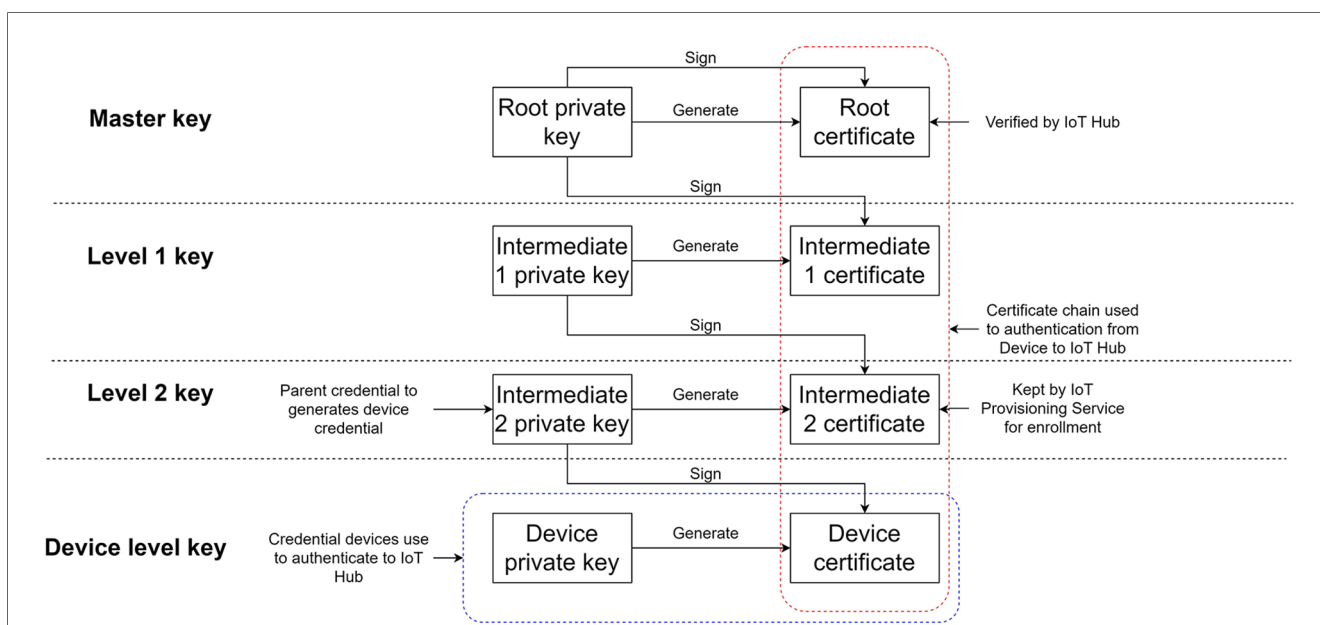 Sign
Master key
Root private
key
Generate
Root
certificate
Verified by IoT Hub
Sign
Level 1 key
Intermediate
1 private key
Generate
Intermediate
1 certificate
Sign
Certificate chain used
to authentication from
Device to IoT Hub
Level 2 key
Parent credential to
generates device
credential
Intermediate
2 private key
Generate
Intermediate
2 certificate
Kept by IoT
Provisioning Service
for enrollment
Sign
Device level key
Credential devices use
to authenticate to IoT
Hub
Device
private key
Generate
Device
certificate